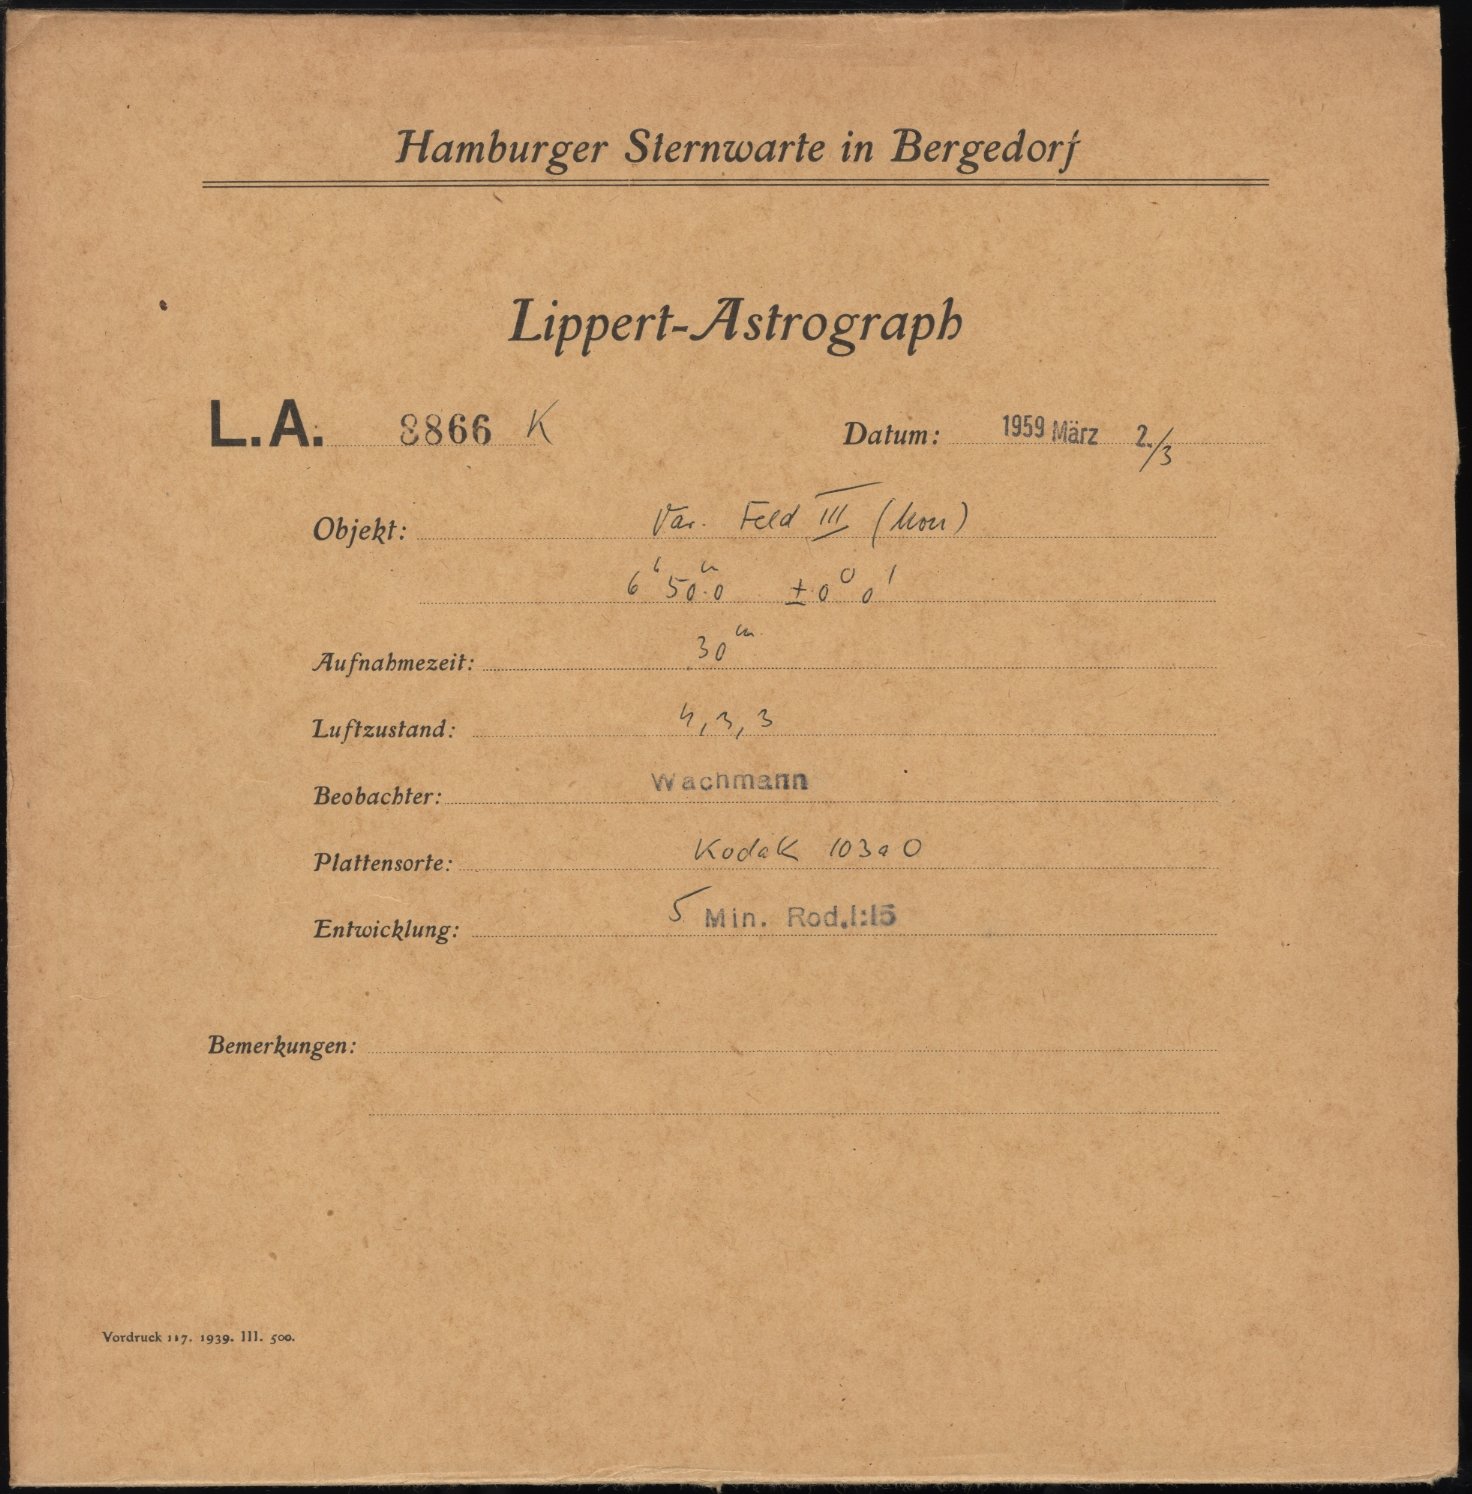 Hamburger Sternwarte in Bergedorf
Lippert-Astrograph
L.A. 8866 K Datum: 1959 März 2./3
Objekt: Var. Feld III (Mon)
6ʰ 50ᵐ.0 ±0° 0'
Aufnahmezeit: 30ᵐ
Luftzustand: 4, 3, 3
Beobachter: Wachmann
Plattensorte: Kodak 103a O
Entwicklung: 5 Min. Rod.1:15
Bemerkungen:
Vordruck 117. 1939. III. 500.